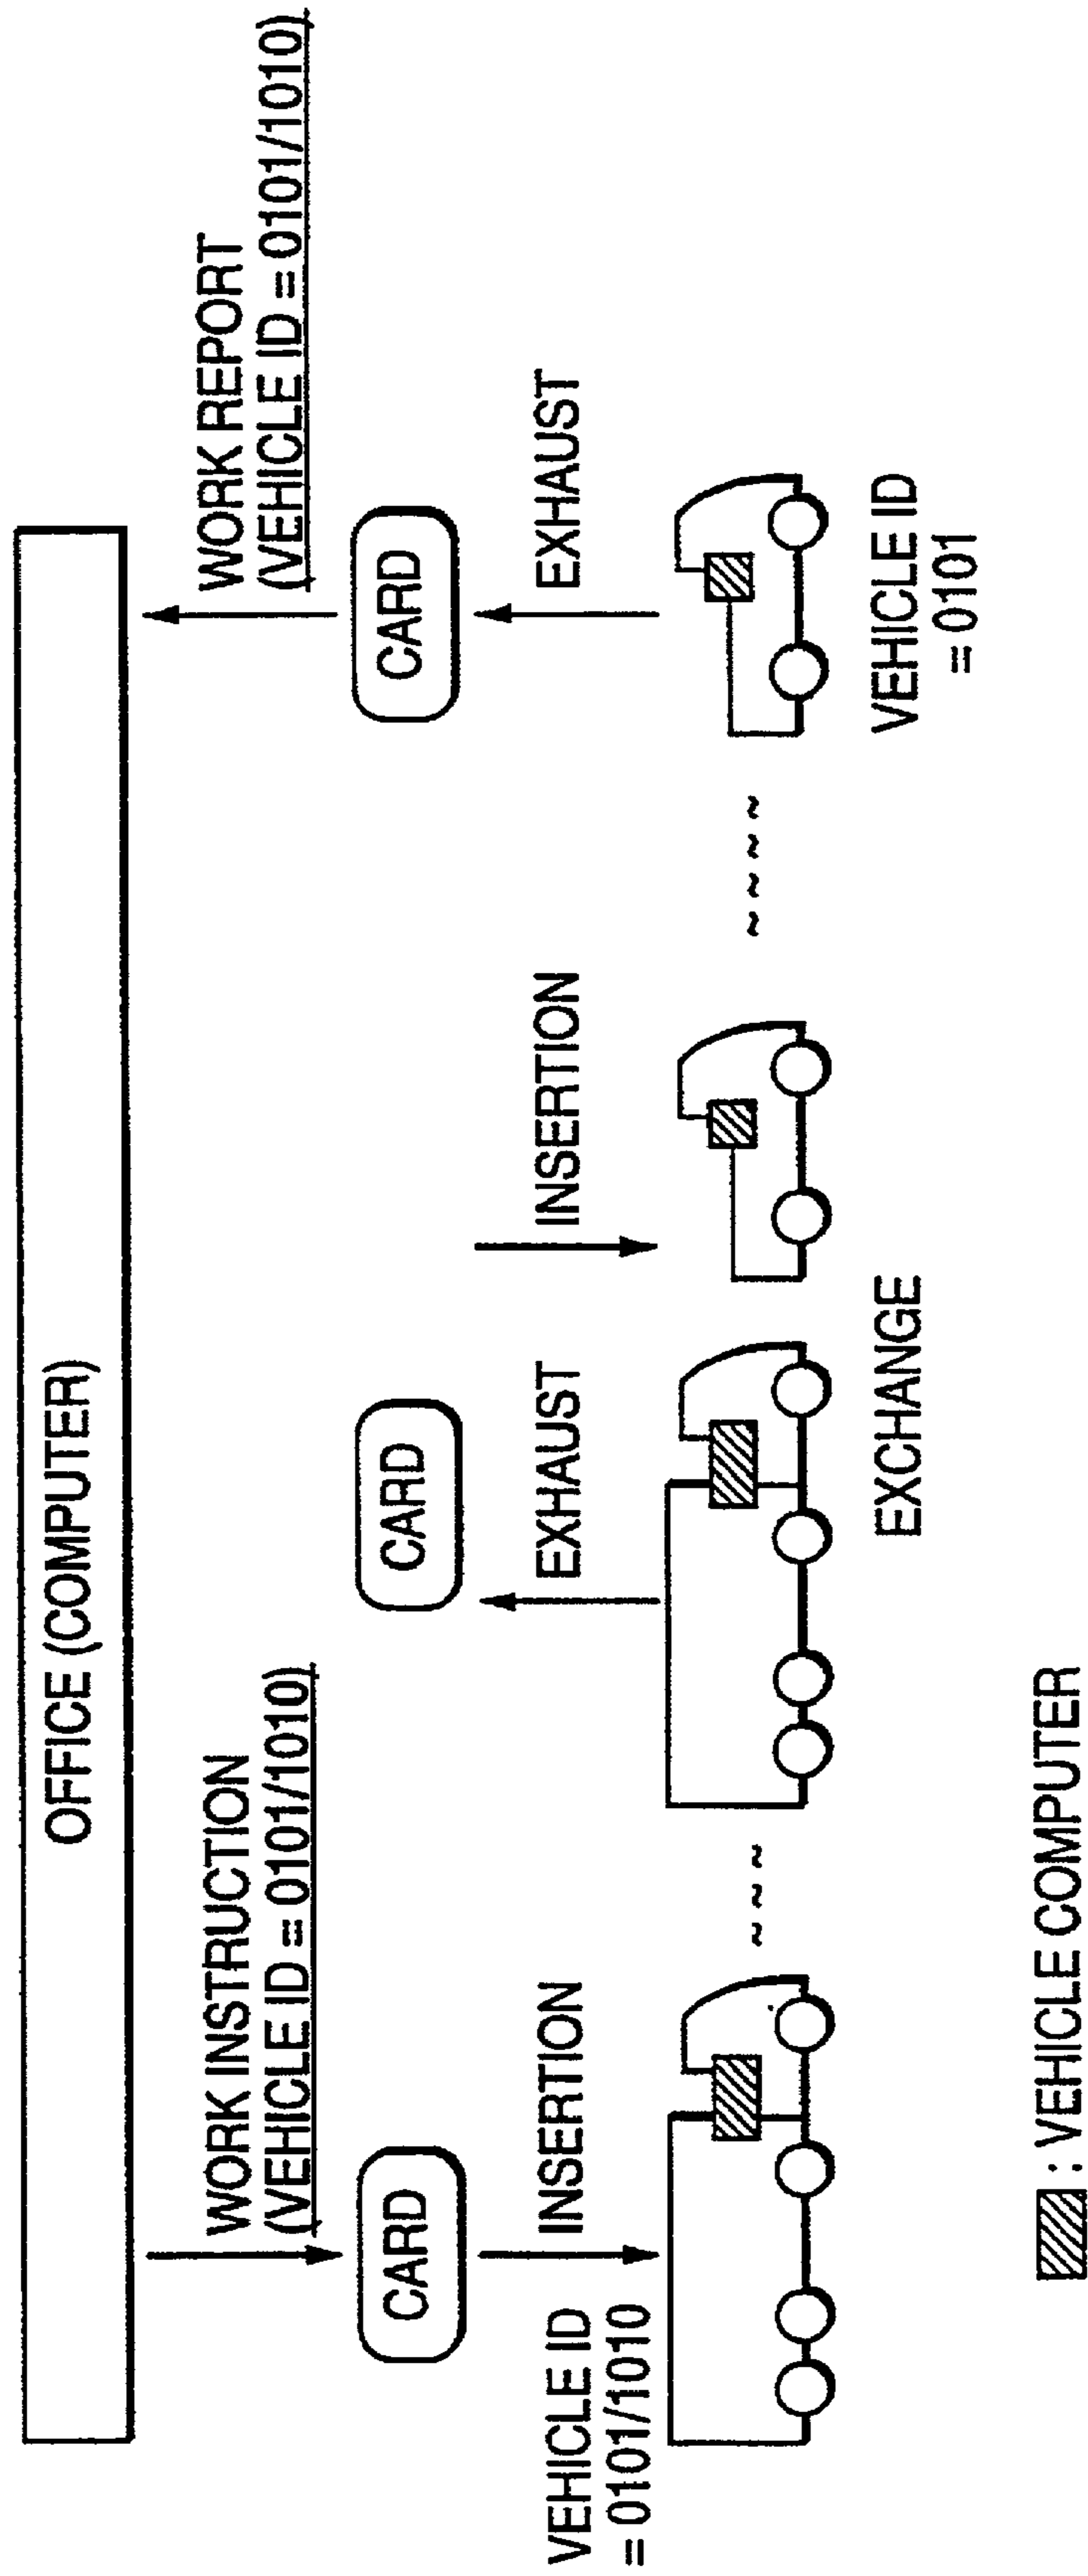 OFFICE (COMPUTER)
WORK INSTRUCTION
(VEHICLE ID = 0101/1010)
WORK REPORT
(VEHICLE ID = 0101/1010)
CARD
CARD
CARD
VEHICLE ID
= 0101/1010
INSERTION
EXHAUST
INSERTION
EXHAUST
EXCHANGE
VEHICLE ID
= 0101
: VEHICLE COMPUTER